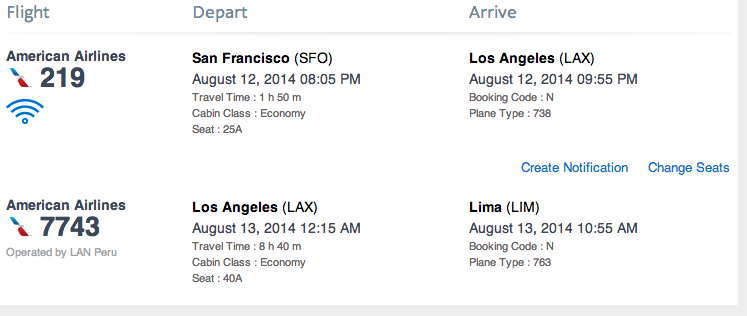 Flight Depart Arrive
American Airlines
219
San Francisco (SFO)
August 12, 2014 08:05 PM
Travel Time : 1 h 50 m
Cabin Class : Economy
Seat : 25A
Los Angeles (LAX)
August 12, 2014 09:55 PM
Booking Code : N
Plane Type : 738
Create Notification Change Seats
American Airlines
7743
Operated by LAN Peru
Los Angeles (LAX)
August 13, 2014 12:15 AM
Travel Time : 8 h 40 m
Cabin Class : Economy
Seat : 40A
Lima (LIM)
August 13, 2014 10:55 AM
Booking Code : N
Plane Type : 763